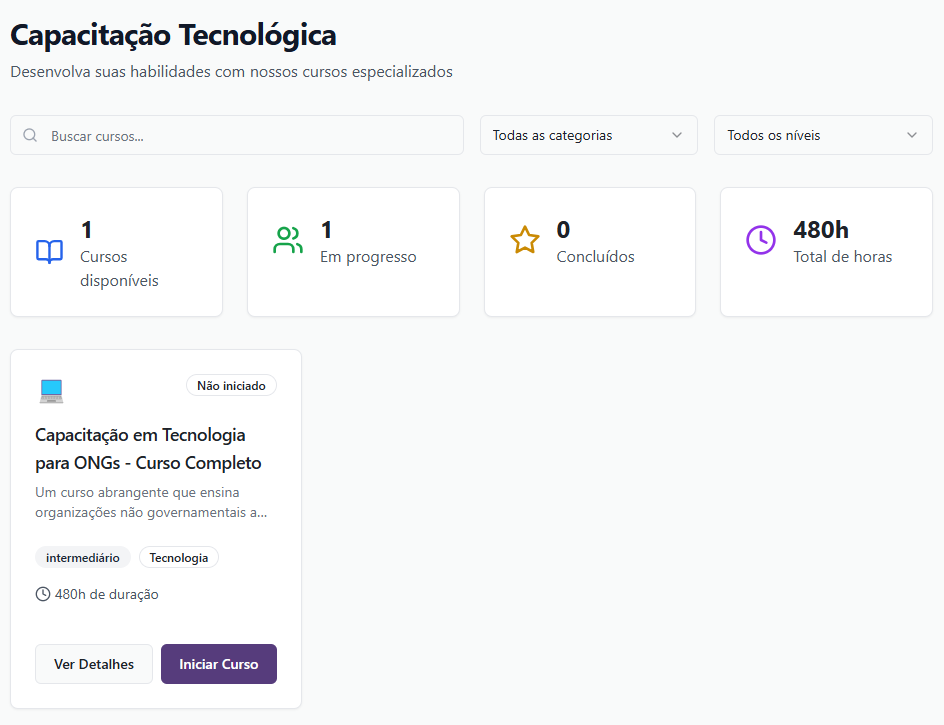 Capacitação Tecnológica
Desenvolva suas habilidades com nossos cursos especializados
Buscar cursos...
Todas as categorias
Todos os níveis
1
Cursos
disponíveis
1
Em progresso
0
Concluídos
480h
Total de horas
Não iniciado
Capacitação em Tecnologia
para ONGs - Curso Completo
Um curso abrangente que ensina
organizações não governamentais a...
intermediário
Tecnologia
480h de duração
Ver Detalhes
Iniciar Curso